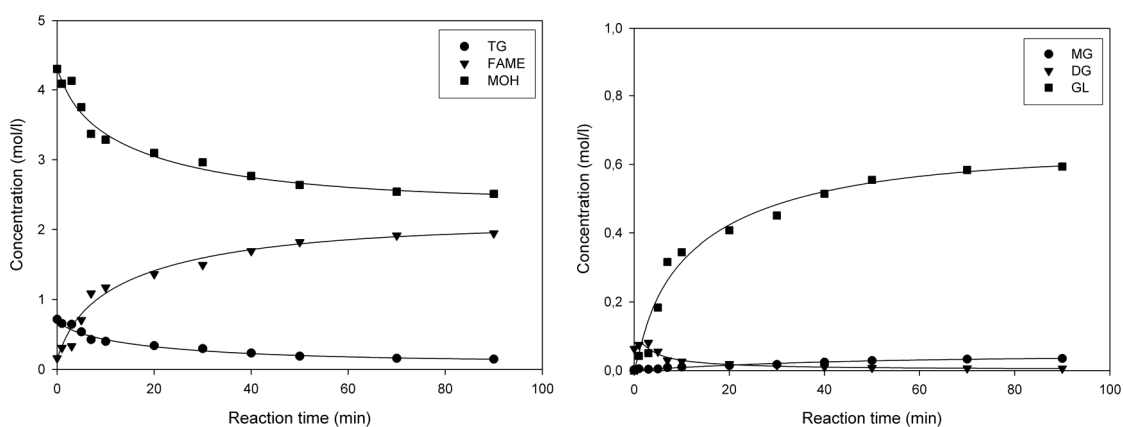 5
4
3
2
1
0
Concentration (mol/l)
TG
FAME
MOH
0 20 40 60 80 100
Reaction time (min)
1,0
0,8
0,6
0,4
0,2
0,0
Concentration (mol/l)
MG
DG
GL
0 20 40 60 80 100
Reaction time (min)